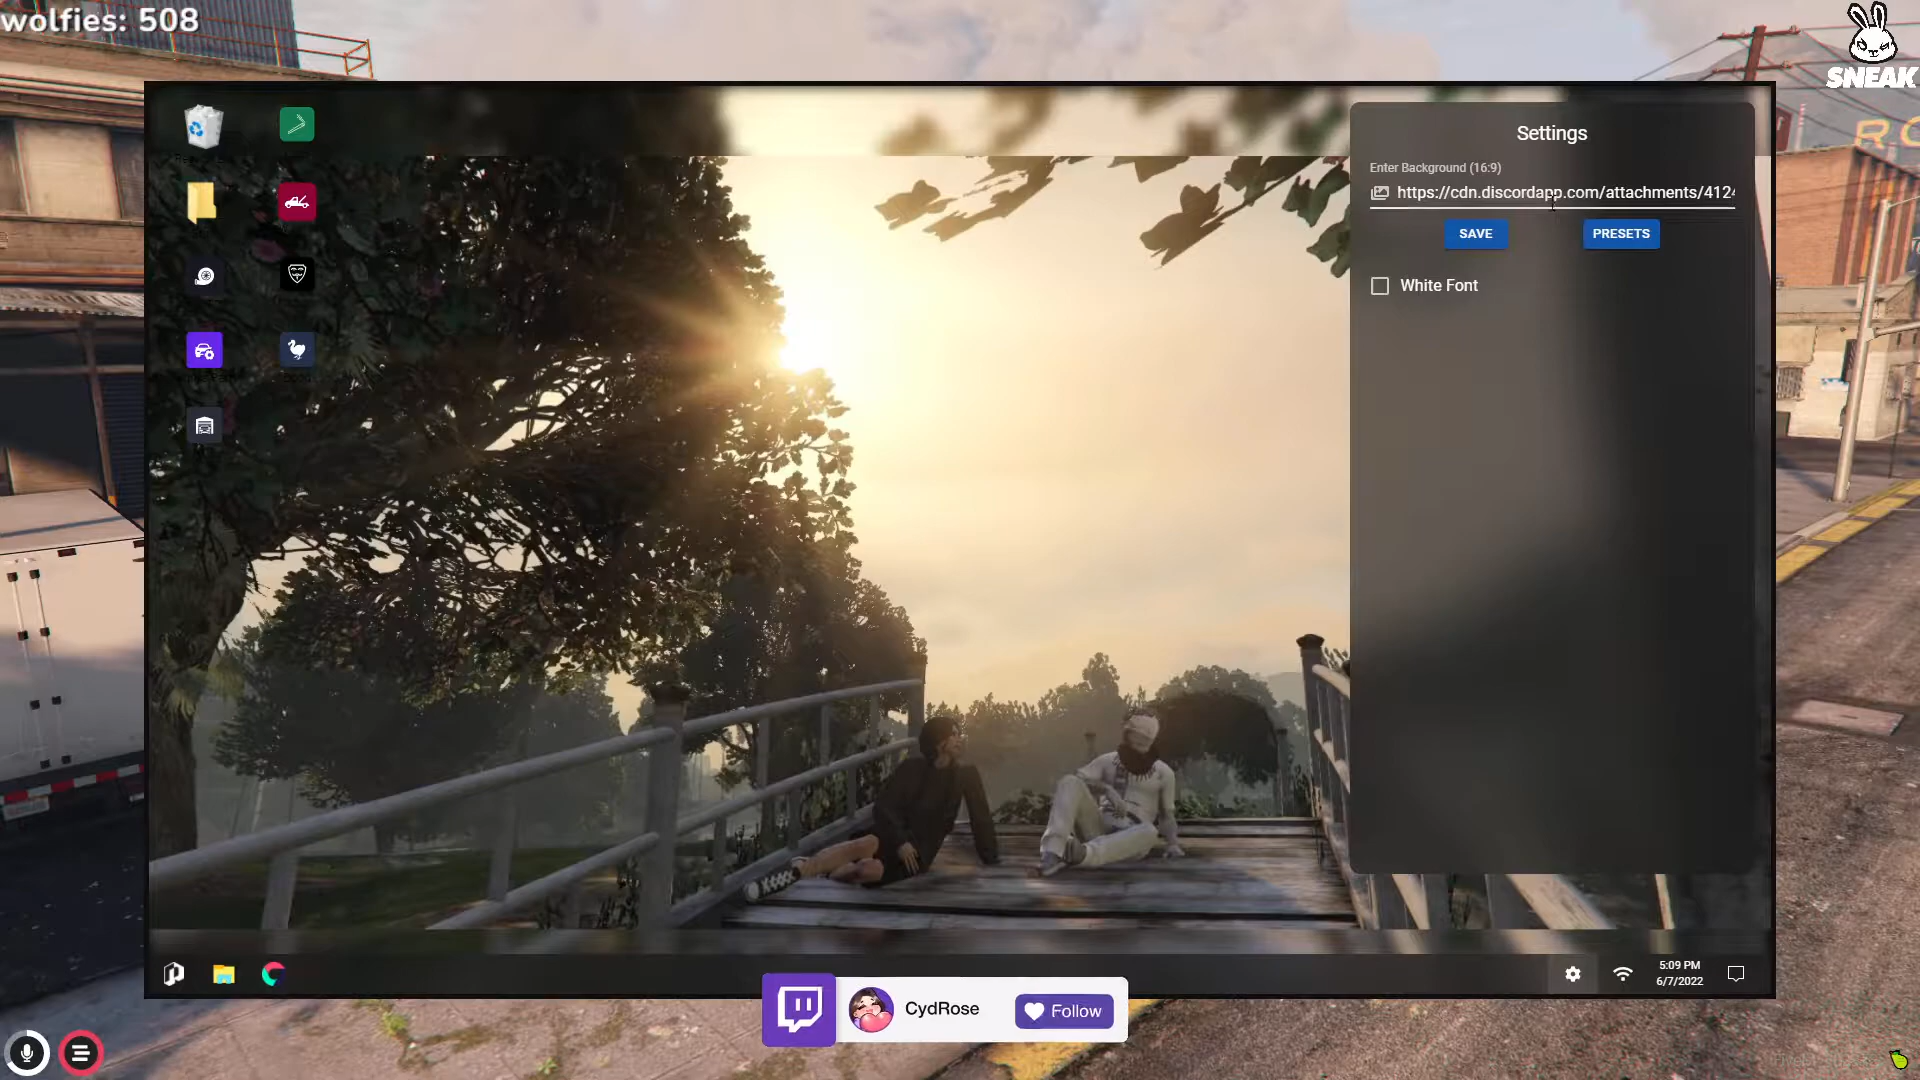 wolfies: 508
SNEAK
Settings
Enter Background (16:9)
https://cdn.discordapp.com/attachments/412
SAVE
PRESETS
White Font
5:09 PM
6/7/2022
CydRose
Follow